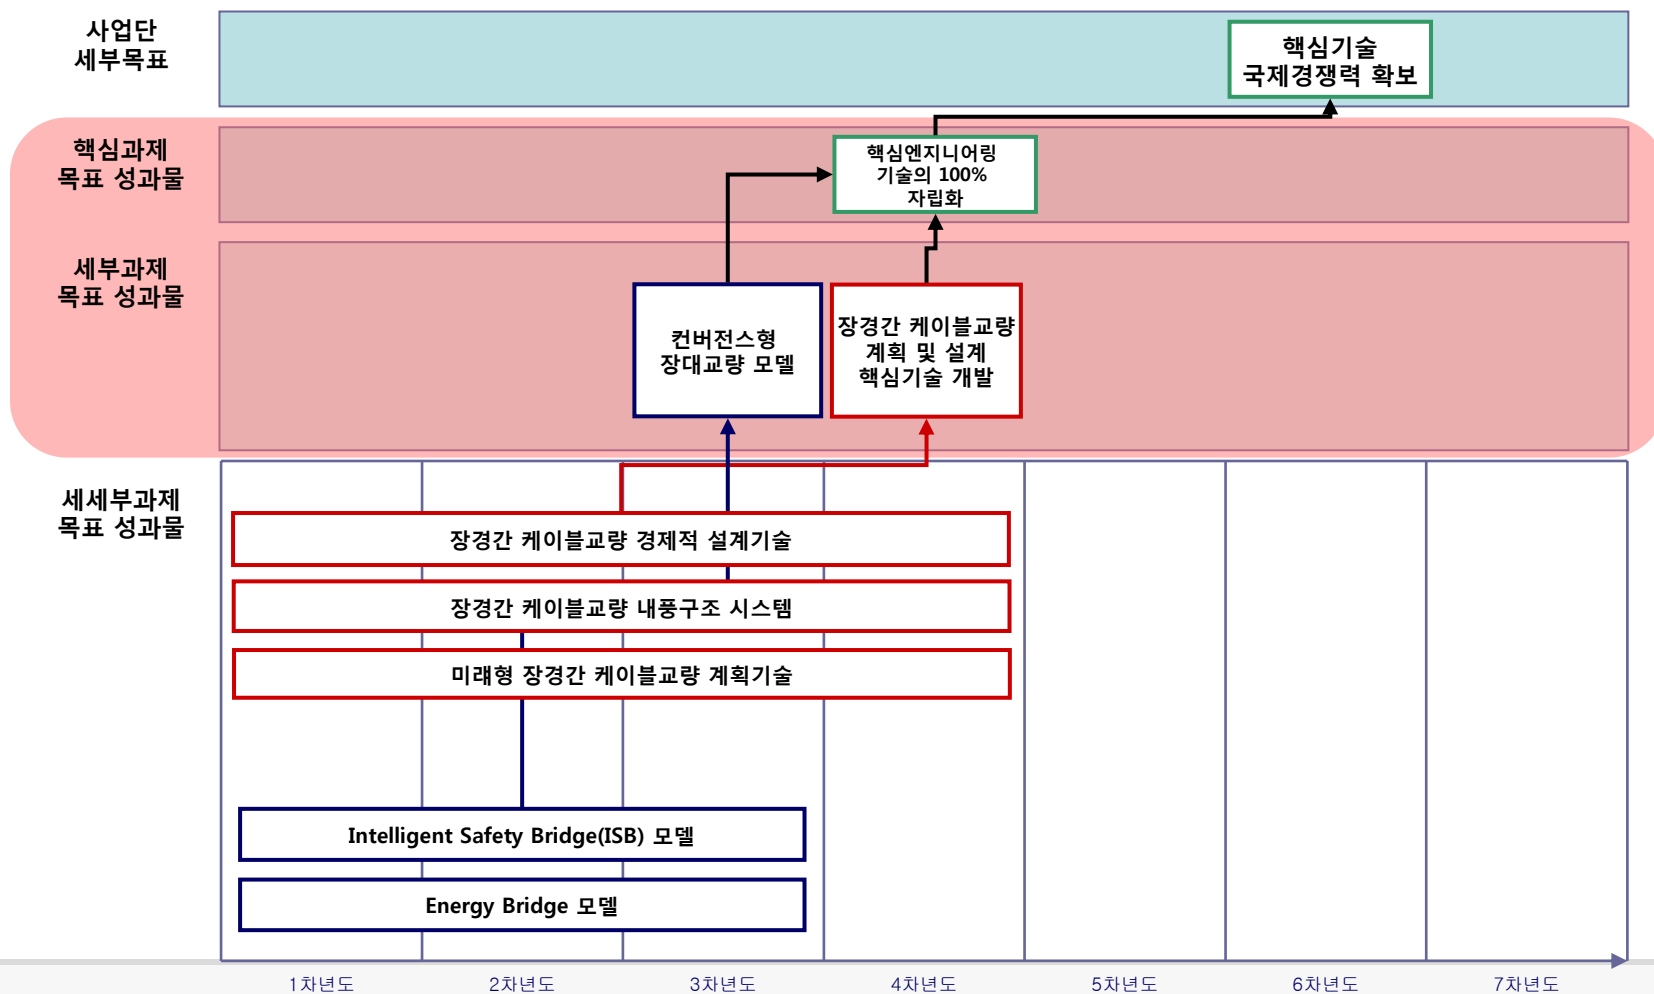 사업단
세부목표
핵심기술
국제경쟁력 확보
핵심과제
목표 성과물
핵심엔지니어링
기술의 100%
자립화
세부과제
목표 성과물
컨버전스형
장대교량 모델
장경간 케이블교량
계획 및 설계
핵심기술 개발
세세부과제
목표 성과물
장경간 케이블교량 경제적 설계기술
장경간 케이블교량 내풍구조 시스템
미래형 장경간 케이블교량 계획기술
Intelligent Safety Bridge(ISB) 모델
Energy Bridge 모델
1차년도
2차년도
3차년도
4차년도
5차년도
6차년도
7차년도